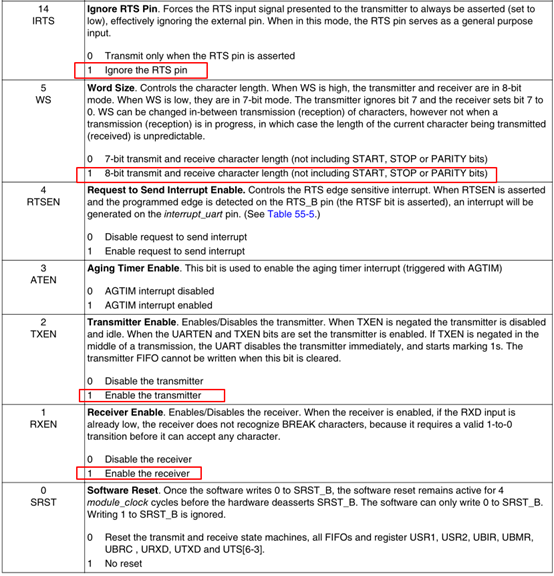 14
IRTS
Ignore RTS Pin. Forces the RTS input signal presented to the transmitter to always be asserted (set to
low), effectively ignoring the external pin. When in this mode, the RTS pin serves as a general purpose
input.
0 Transmit only when the RTS pin is asserted
1 Ignore the RTS pin
5
WS
Word Size. Controls the character length. When WS is high, the transmitter and receiver are in 8-bit
mode. When WS is low, they are in 7-bit mode. The transmitter ignores bit 7 and the receiver sets bit 7 to
0. WS can be changed in-between transmission (reception) of characters, however not when a
transmission (reception) is in progress, in which case the length of the current character being transmitted
(received) is unpredictable.
0 7-bit transmit and receive character length (not including START, STOP or PARITY bits)
1 8-bit transmit and receive character length (not including START, STOP or PARITY bits)
4
RTSEN
Request to Send Interrupt Enable. Controls the RTS edge sensitive interrupt. When RTSEN is asserted
and the programmed edge is detected on the RTS_B pin (the RTSF bit is asserted), an interrupt will be
generated on the interrupt_uart pin. (See Table 55-5.)
0 Disable request to send interrupt
1 Enable request to send interrupt
3
ATEN
Aging Timer Enable. This bit is used to enable the aging timer interrupt (triggered with AGTIM)
0 AGTIM interrupt disabled
1 AGTIM interrupt enabled
2
TXEN
Transmitter Enable. Enables/Disables the transmitter. When TXEN is negated the transmitter is disabled
and idle. When the UARTEN and TXEN bits are set the transmitter is enabled. If TXEN is negated in the
middle of a transmission, the UART disables the transmitter immediately, and starts marking 1s. The
transmitter FIFO cannot be written when this bit is cleared.
0 Disable the transmitter
1 Enable the transmitter
1
RXEN
Receiver Enable. Enables/Disables the receiver. When the receiver is enabled, if the RXD input is
already low, the receiver does not recognize BREAK characters, because it requires a valid 1-to-0
transition before it can accept any character.
0 Disable the receiver
1 Enable the receiver
0
SRST
Software Reset. Once the software writes 0 to SRST_B, the software reset remains active for 4
module_clock cycles before the hardware deasserts SRST_B. The software can only write 0 to SRST_B.
Writing 1 to SRST_B is ignored.
0 Reset the transmit and receive state machines, all FIFOs and register USR1, USR2, UBIR, UBMR,
UBRC , URXD, UTXD and UTS[6-3].
1 No reset